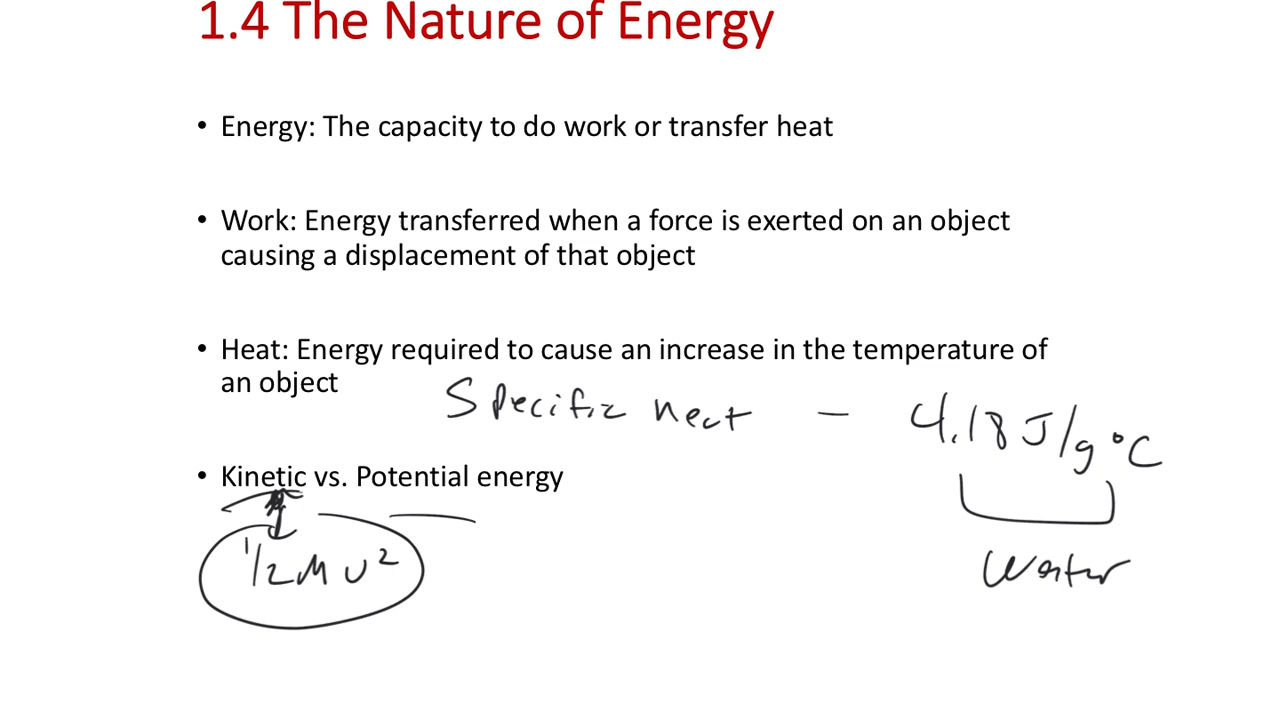 1.4 The Nature of Energy
• Energy: The capacity to do work or transfer heat
• Work: Energy transferred when a force is exerted on an object
causing a displacement of that object
• Heat: Energy required to cause an increase in the temperature of
an object
Specific heat – 4.18 J/g °C
• Kinetic vs. Potential energy
1/2 M v²
Water